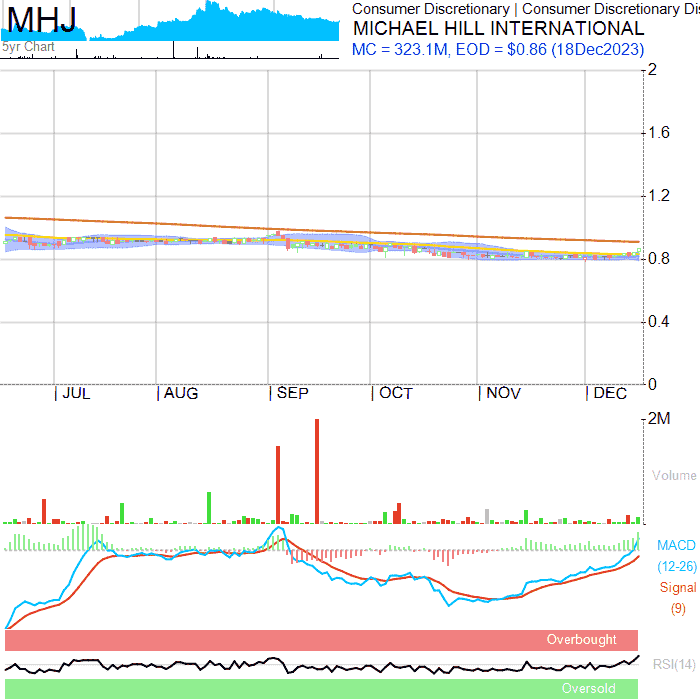 MHJ
5yr Chart
Consumer Discretionary | Consumer Discretionary Dis
MICHAEL HILL INTERNATIONAL
MC = 323.1M, EOD = $0.86 (18Dec2023)
2
1.6
1.2
0.8
0.4
0
| JUL | AUG | SEP | OCT | NOV | DEC
2M
Volume
MACD
(12-26)
Signal
(9)
Overbought
RSI(14)
Oversold